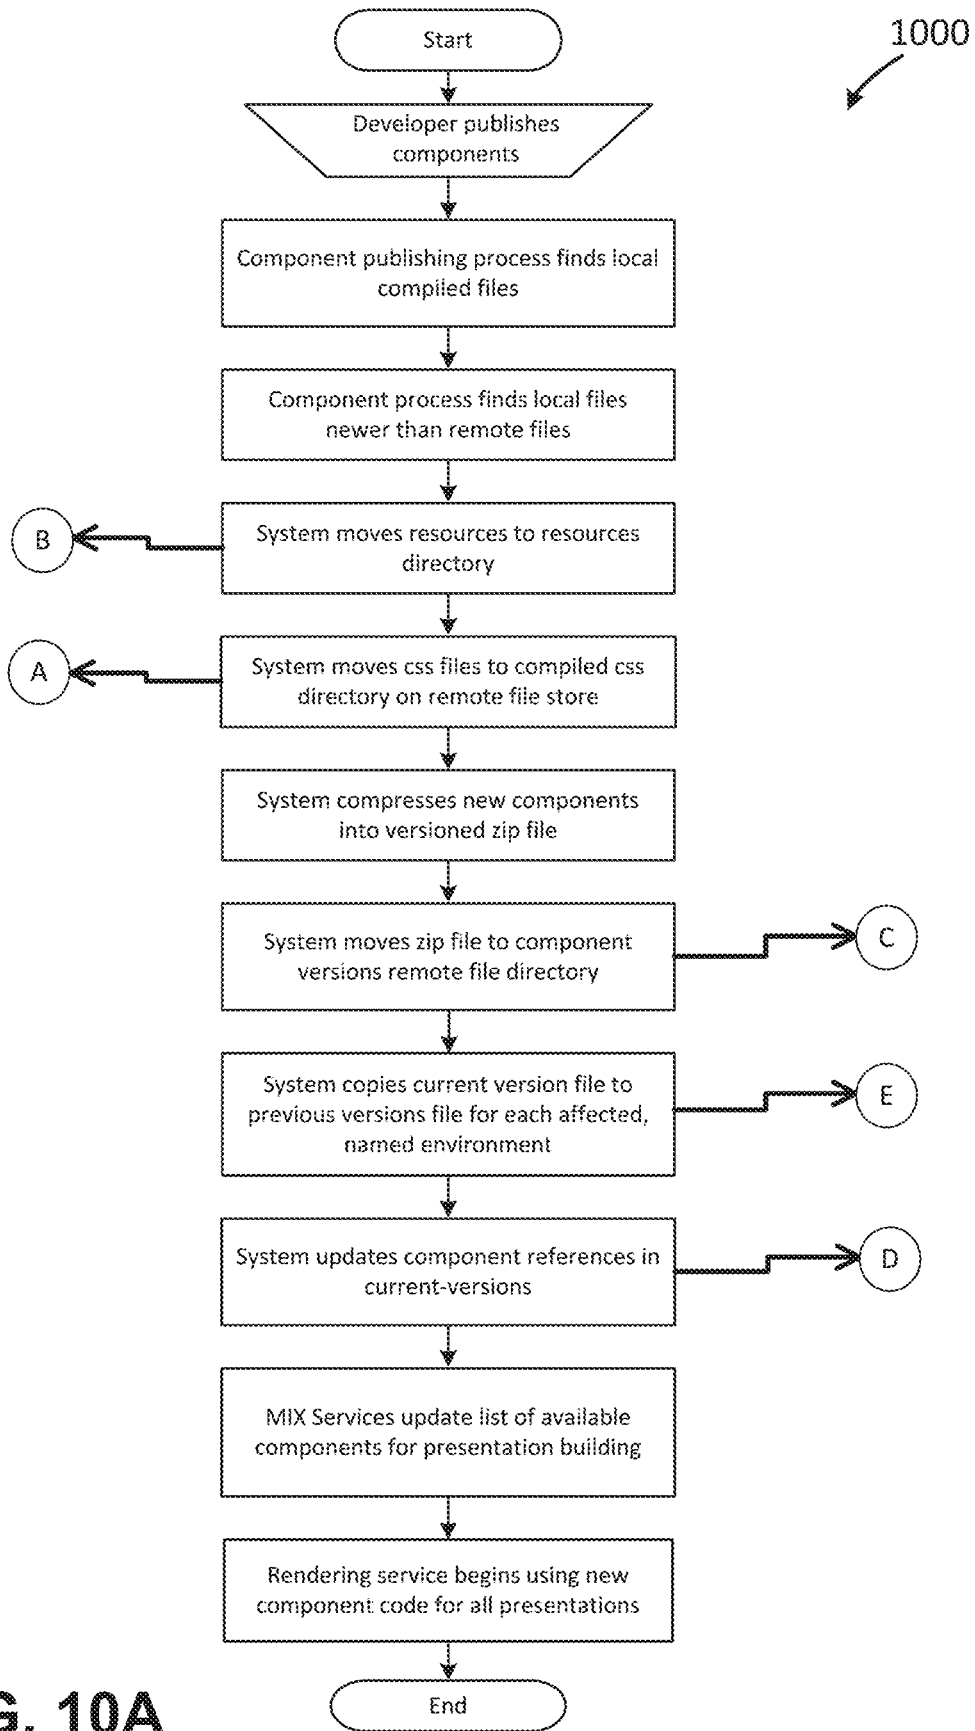 Start
1000
Developer publishes
components
Component publishing process finds local
compiled files
Component process finds local files
newer than remote files
System moves resources to resources
directory
B
System moves css files to compiled css
directory on remote file store
A
System compresses new components
into versioned zip file
System moves zip file to component
versions remote file directory
C
System copies current version file to
previous versions file for each affected,
named environment
E
System updates component references in
current-versions
D
MIX Services update list of available
components for presentation building
Rendering service begins using new
component code for all presentations
End
G. 10A